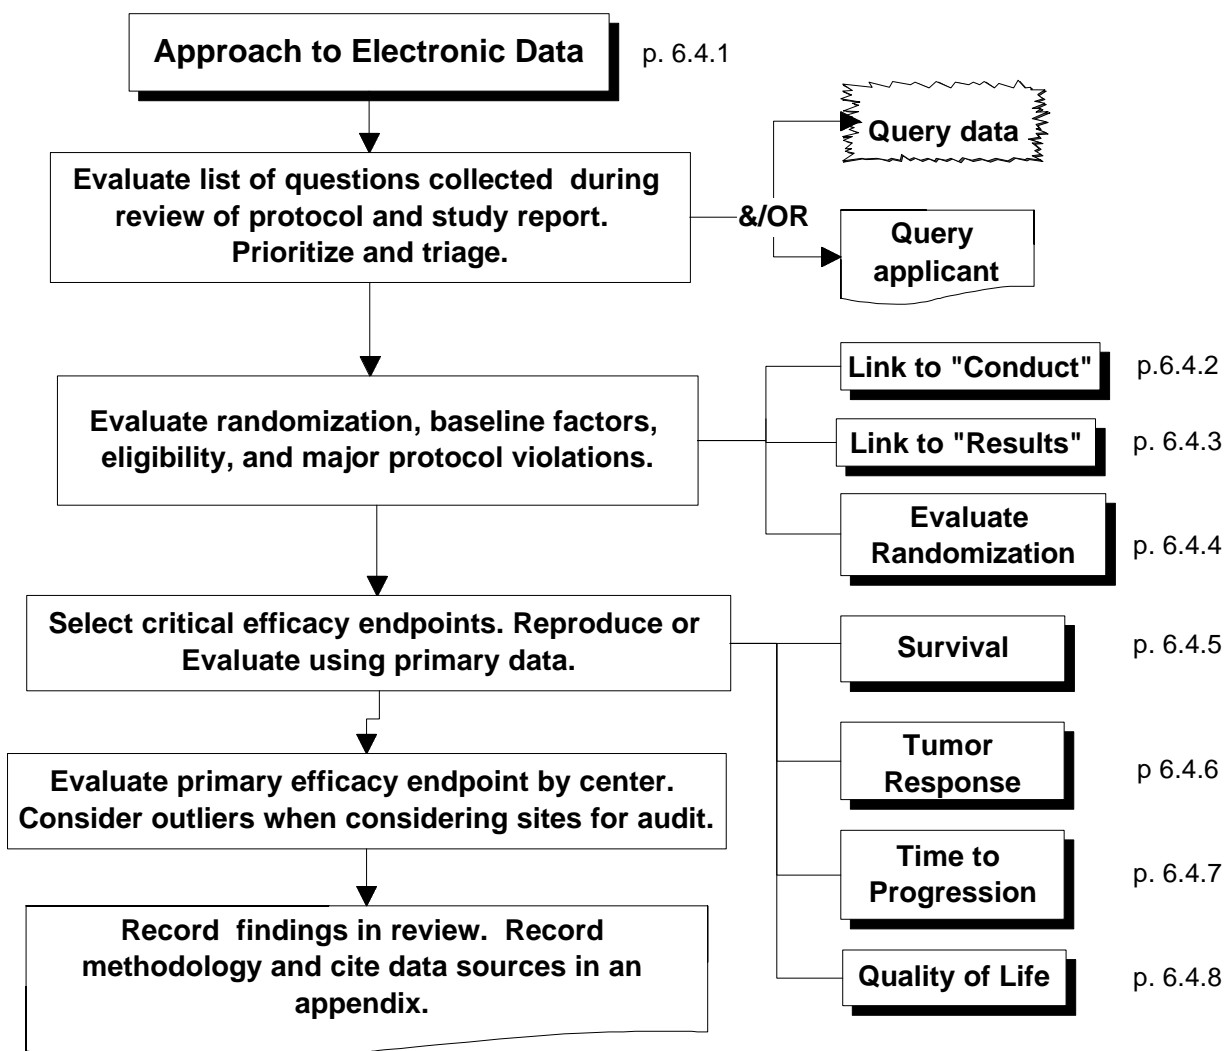 Approach to Electronic Data
p. 6.4.1
Query data
Evaluate list of questions collected during
review of protocol and study report.
Prioritize and triage.
&/OR
Query
applicant
Evaluate randomization, baseline factors,
eligibility, and major protocol violations.
Link to "Conduct"
p.6.4.2
Link to "Results"
p. 6.4.3
Evaluate
Randomization
p. 6.4.4
Select critical efficacy endpoints. Reproduce or
Evaluate using primary data.
Survival
p. 6.4.5
Tumor
Response
p 6.4.6
Evaluate primary efficacy endpoint by center.
Consider outliers when considering sites for audit.
Time to
Progression
p. 6.4.7
Record findings in review. Record
methodology and cite data sources in an
appendix.
Quality of Life
p. 6.4.8